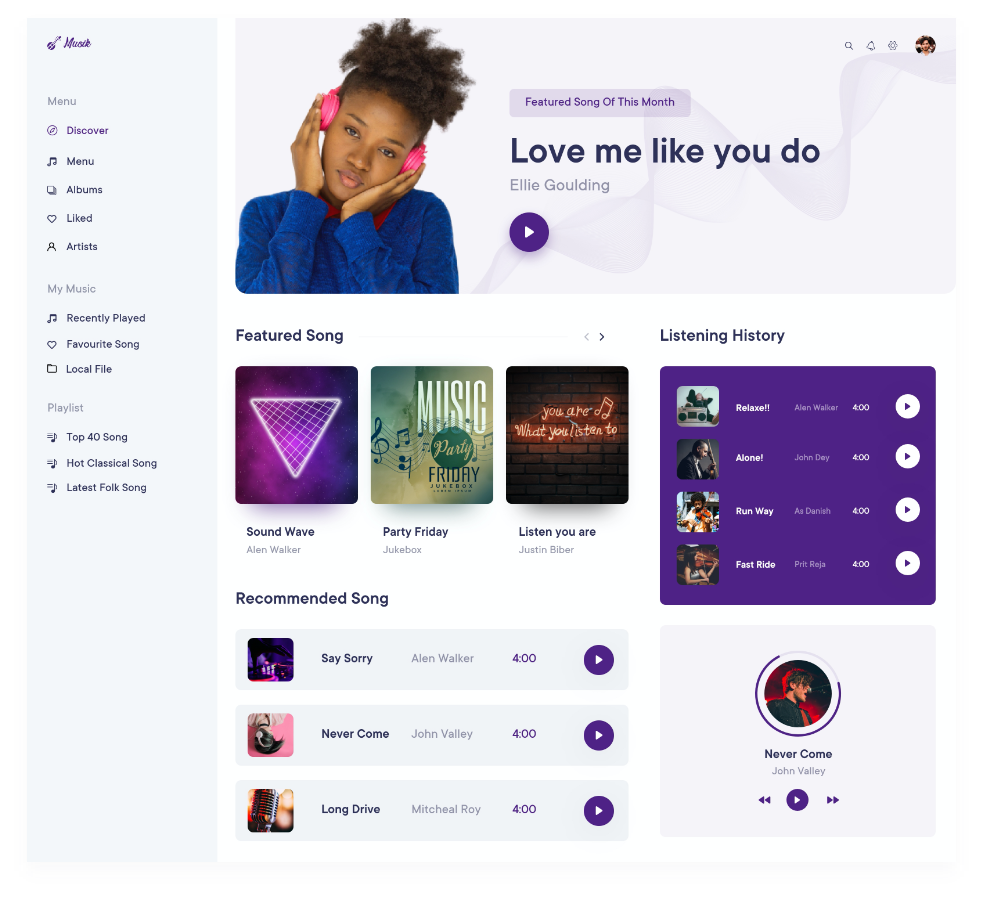 Musik
Menu
Discover
Menu
Albums
Liked
Artists
My Music
Recently Played
Favourite Song
Local File
Playlist
Top 40 Song
Hot Classical Song
Latest Folk Song
Featured Song Of This Month
Love me like you do
Ellie Goulding
Featured Song
MUSIC
Party
FRIDAY
JUKEBOX
LOREM IPSUM
you are
What you listen to
Sound Wave
Alen Walker
Party Friday
Jukebox
Listen you are
Justin Biber
Recommended Song
Say Sorry Alen Walker 4:00
Never Come John Valley 4:00
Long Drive Mitcheal Roy 4:00
Listening History
Relaxe!! Alen Walker 4:00
Alone! John Dey 4:00
Run Way As Danish 4:00
Fast Ride Prit Reja 4:00
Never Come
John Valley